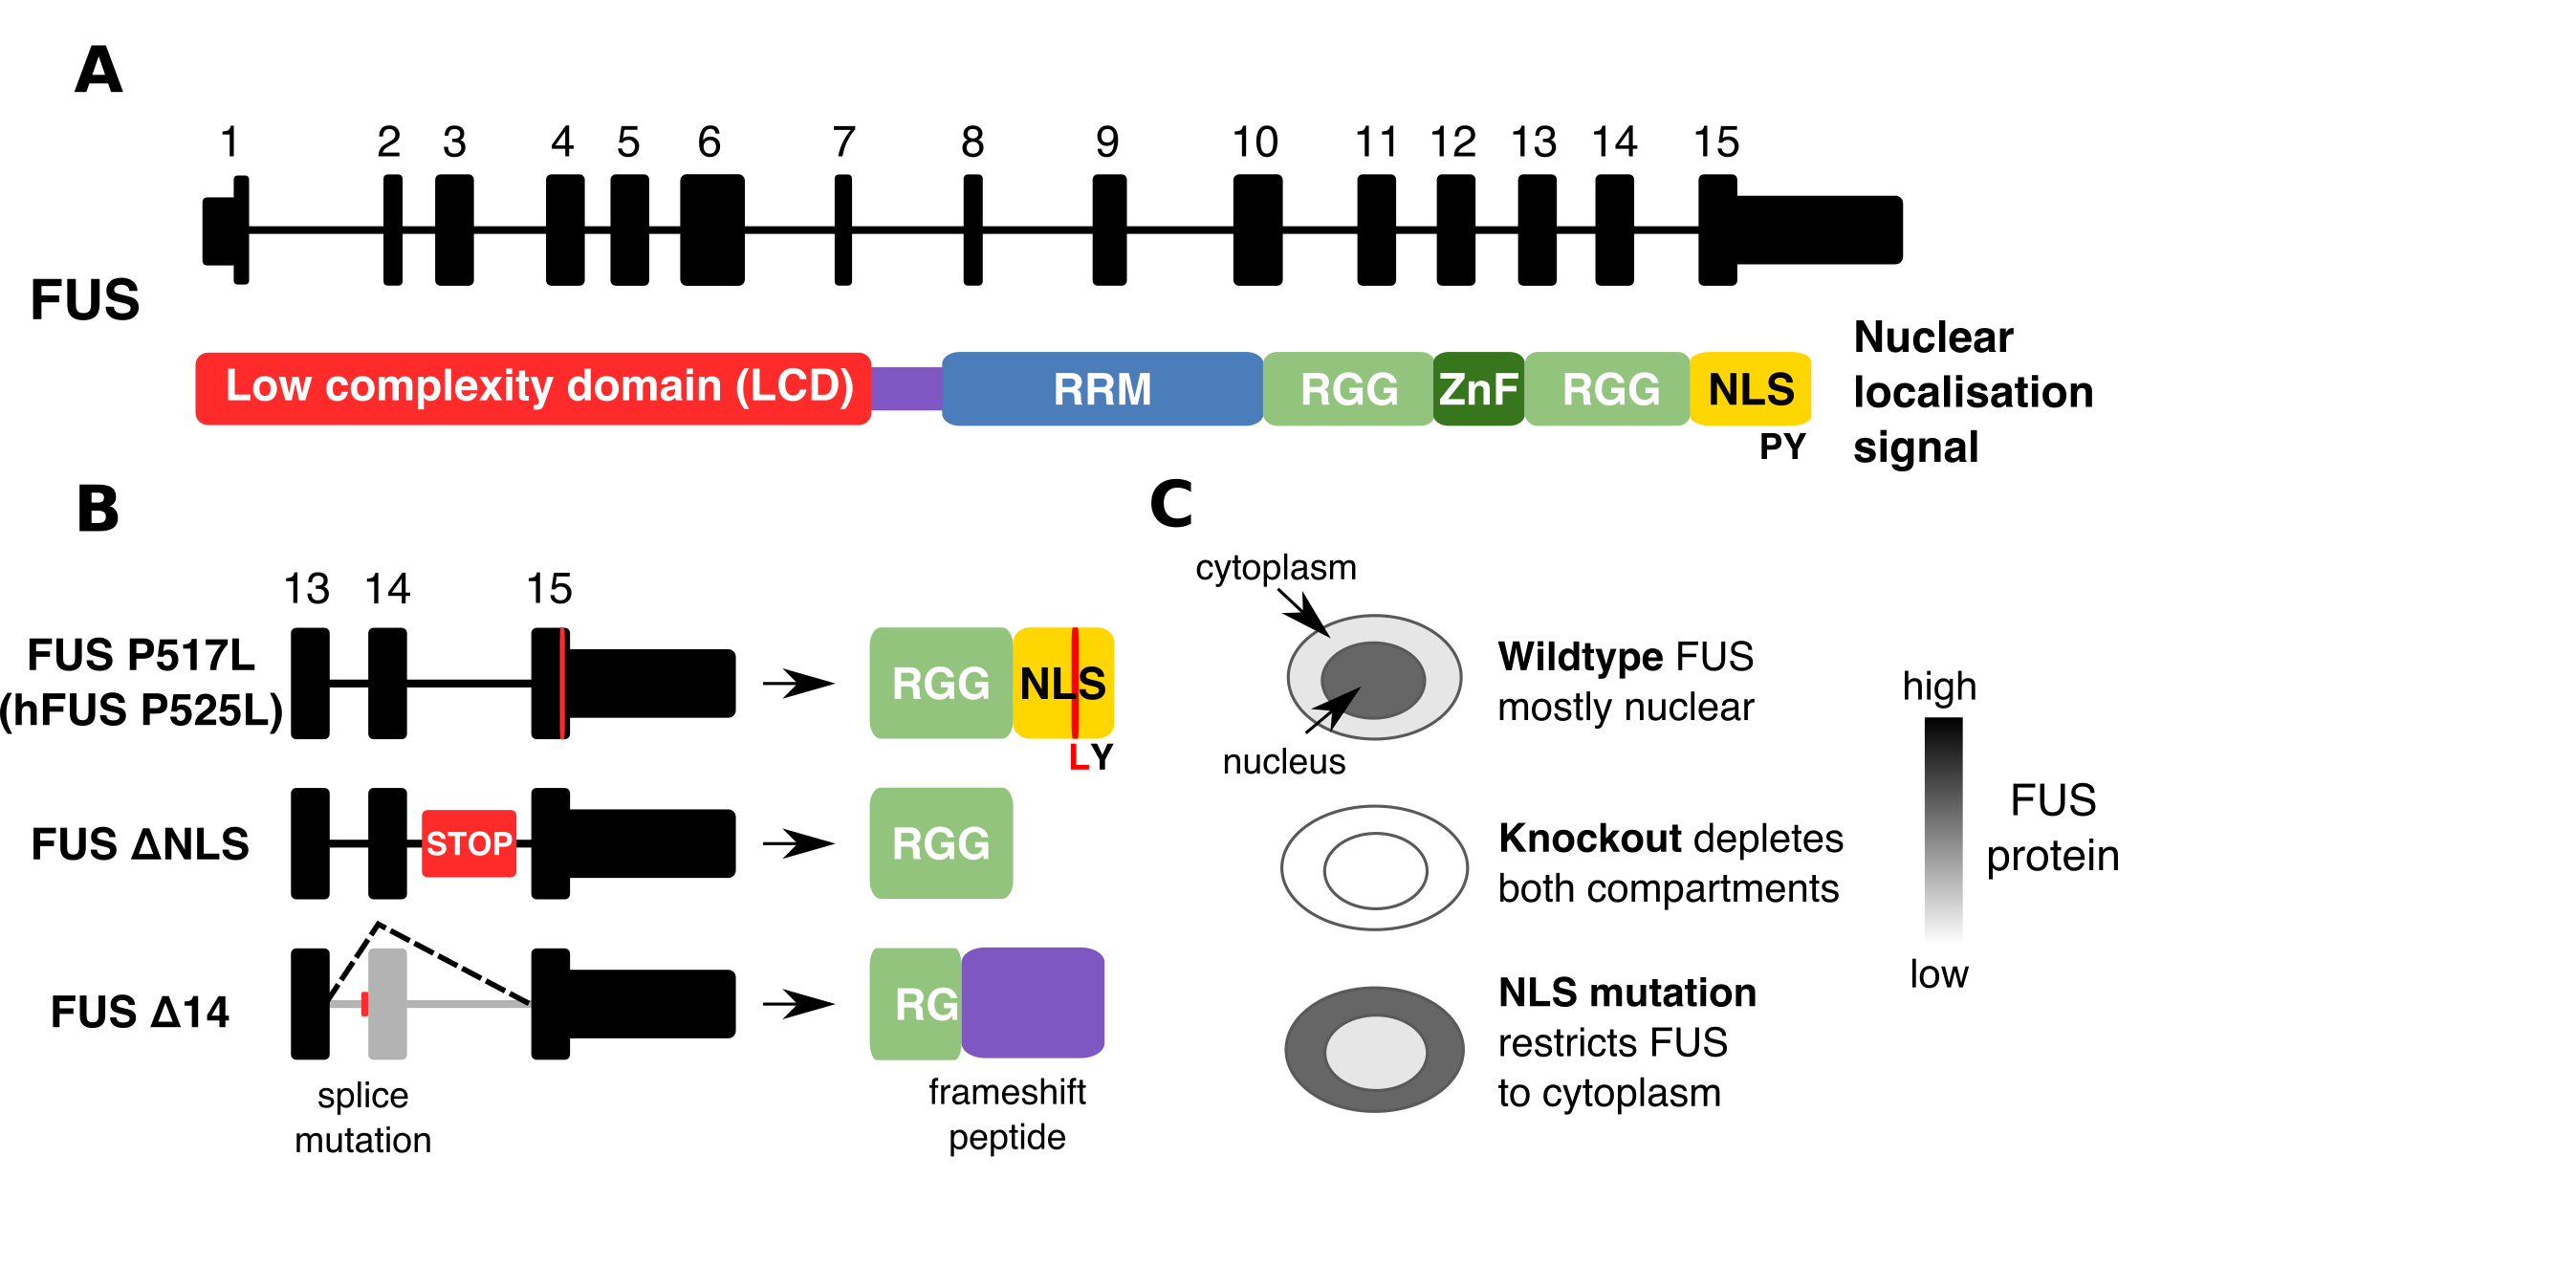 A
1 2 3 4 5 6 7 8 9 10 11 12 13 14 15
FUS
Low complexity domain (LCD) RRM RGG ZnF RGG NLS
PY
Nuclear
localisation
signal
B
13 14 15
FUS P517L
(hFUS P525L)
RGG NLS
LY
FUS ΔNLS
STOP
RGG
FUS Δ14
RG
splice
mutation
frameshift
peptide
C
cytoplasm
nucleus
Wildtype FUS
mostly nuclear
Knockout depletes
both compartments
NLS mutation
restricts FUS
to cytoplasm
high
FUS
protein
low